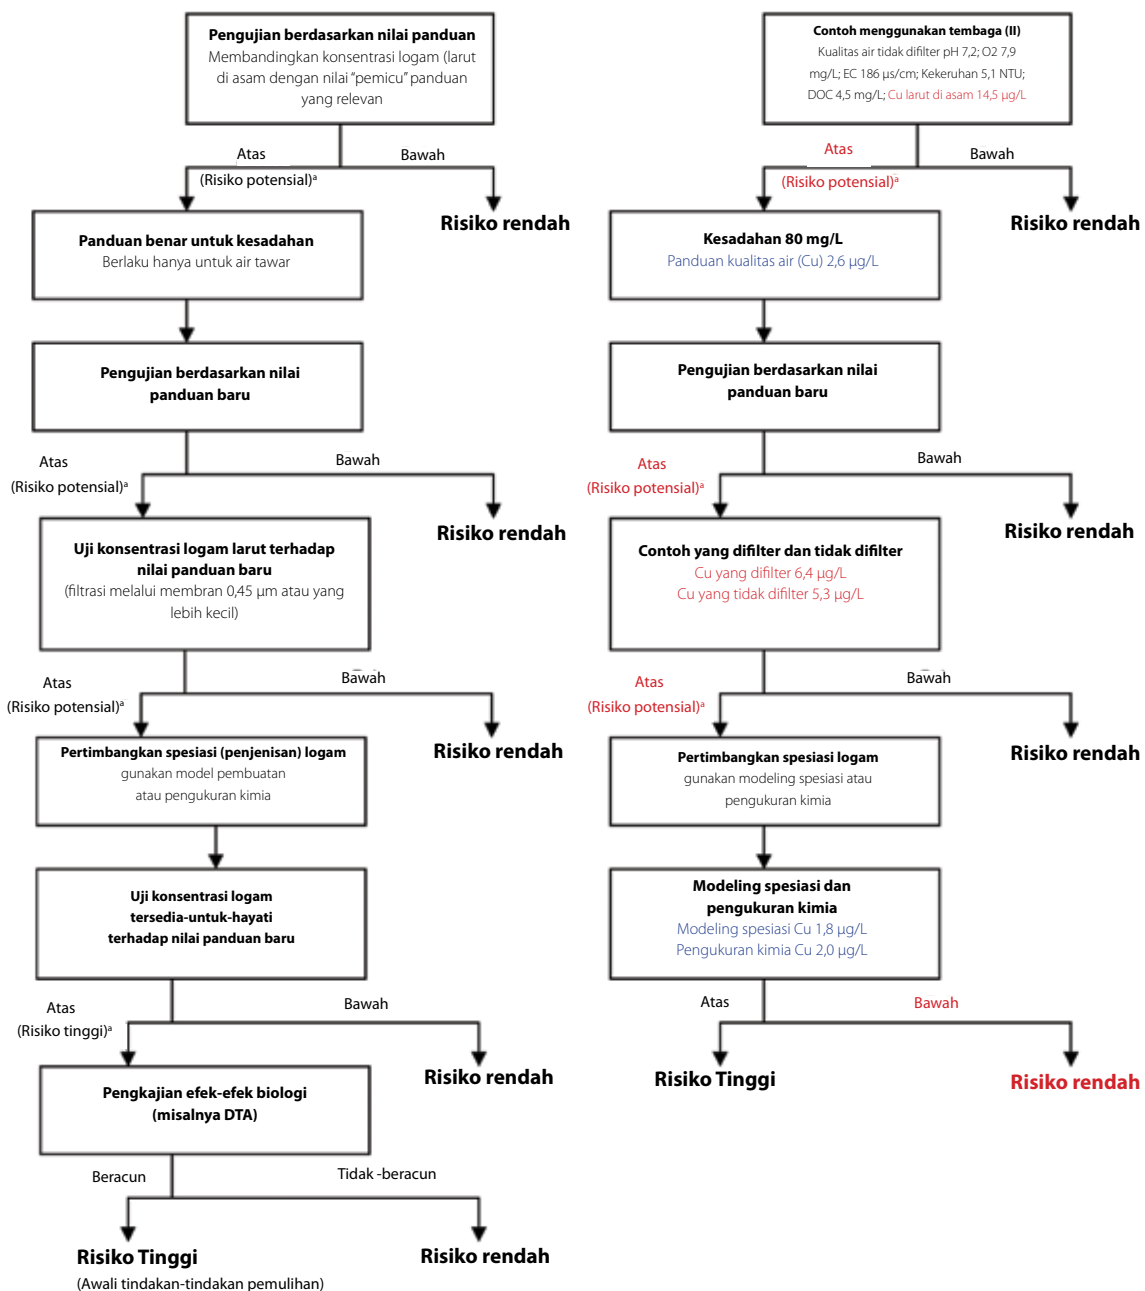 Pengujian berdasarkan nilai panduan
Membandingkan konsentrasi logam (larut
di asam dengan nilai "pemicu" panduan
yang relevan
Atas
(Risiko potensial)ᵃ
Bawah
Risiko rendah
Panduan benar untuk kesadahan
Berlaku hanya untuk air tawar
Pengujian berdasarkan nilai
panduan baru
Atas
(Risiko potensial)ᵃ
Bawah
Risiko rendah
Uji konsentrasi logam larut terhadap
nilai panduan baru
(filtrasi melalui membran 0,45 µm atau yang
lebih kecil)
Atas
(Risiko potensial)ᵃ
Bawah
Risiko rendah
Pertimbangkan spesiasi (penjenisan) logam
gunakan model pembuatan
atau pengukuran kimia
Uji konsentrasi logam
tersedia-untuk-hayati
terhadap nilai panduan baru
Atas
(Risiko tinggi)ᵃ
Bawah
Risiko rendah
Pengkajian efek-efek biologi
(misalnya DTA)
Beracun
Tidak -beracun
Risiko Tinggi
(Awali tindakan-tindakan pemulihan)
Risiko rendah
Contoh menggunakan tembaga (II)
Kualitas air tidak difilter pH 7,2; O2 7,9
mg/L; EC 186 µs/cm; Kekeruhan 5,1 NTU;
DOC 4,5 mg/L; Cu larut di asam 14,5 µg/L
Atas
(Risiko potensial)ᵃ
Bawah
Risiko rendah
Kesadahan 80 mg/L
Panduan kualitas air (Cu) 2,6 µg/L
Pengujian berdasarkan nilai
panduan baru
Atas
(Risiko potensial)ᵃ
Bawah
Risiko rendah
Contoh yang difilter dan tidak difilter
Cu yang difilter 6,4 µg/L
Cu yang tidak difilter 5,3 µg/L
Atas
(Risiko potensial)ᵃ
Bawah
Risiko rendah
Pertimbangkan spesiasi logam
gunakan modeling spesiasi atau
pengukuran kimia
Modeling spesiasi dan
pengukuran kimia
Modeling spesiasi Cu 1,8 µg/L
Pengukuran kimia Cu 2,0 µg/L
Atas
Bawah
Risiko Tinggi
Risiko rendah